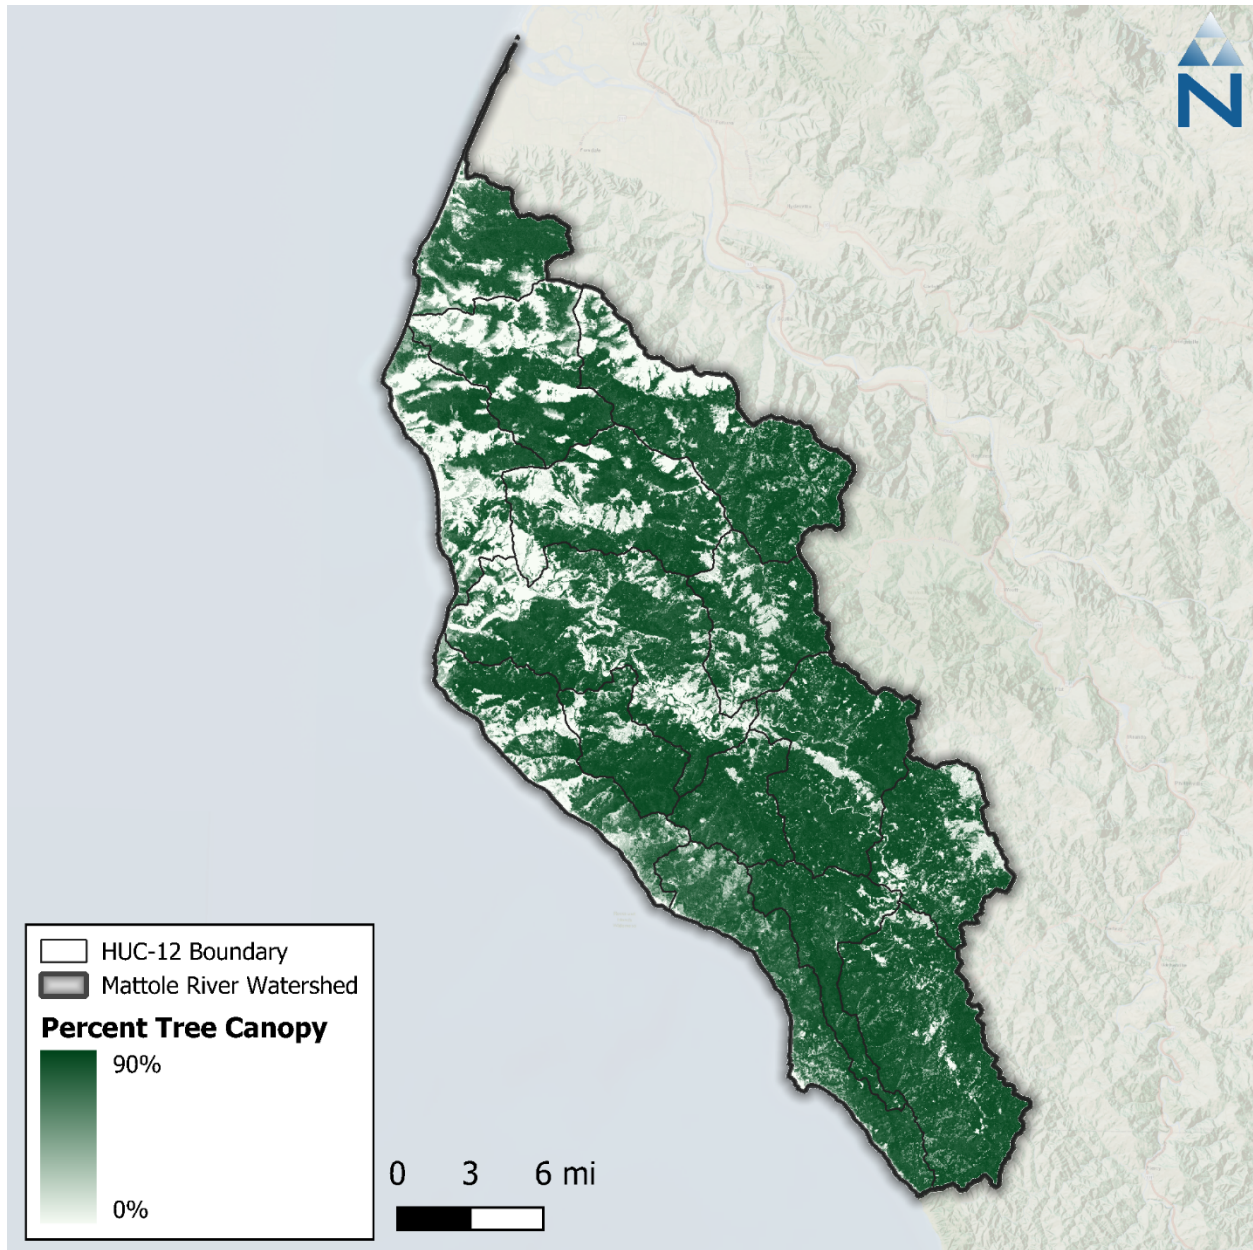 N
HUC-12 Boundary
Mattole River Watershed
Percent Tree Canopy
90%
0%
0 3 6 mi